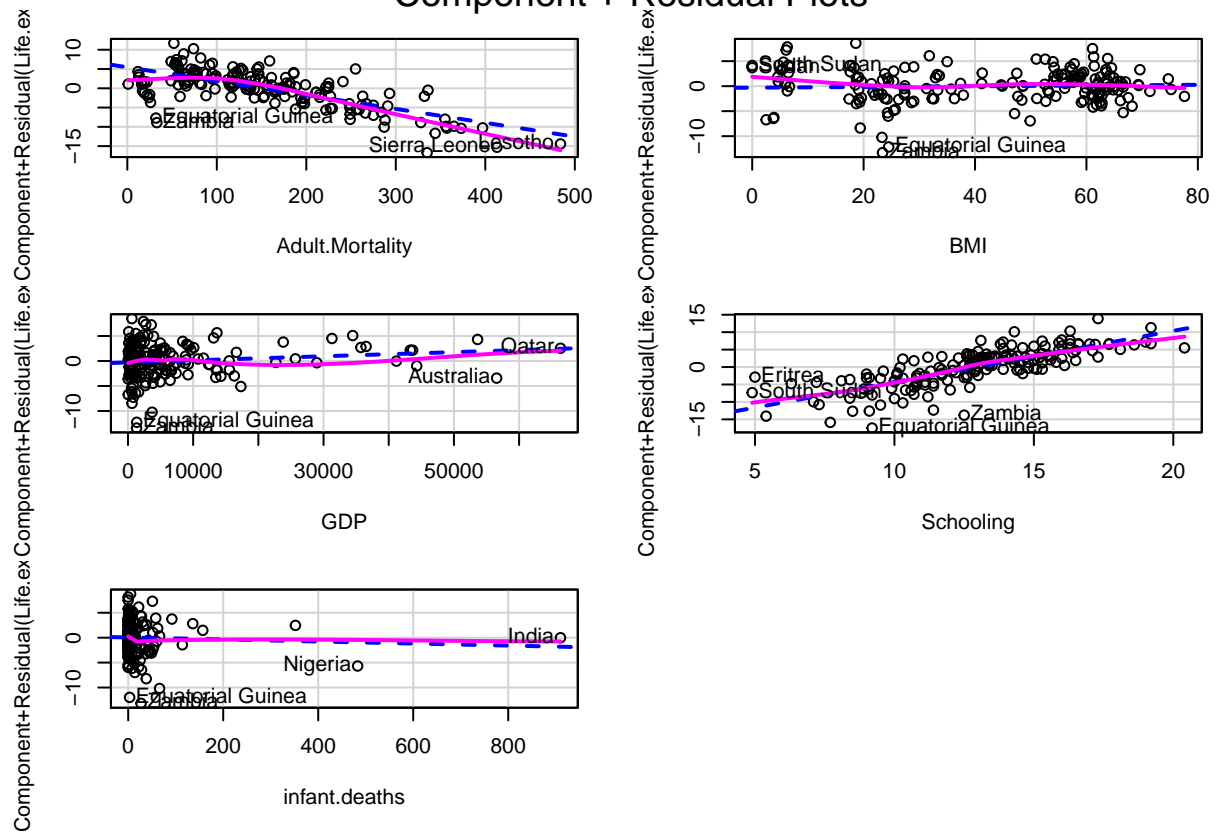 Component + Residual Plots
Component+Residual(Life.ex
10
0
−15
Equatorial Guinea
Zambia
Sierra Leone
Lesotho
0 100 200 300 400 500
Adult.Mortality
Component+Residual(Life.ex
0
−10
South Sudan
Equatorial Guinea
Zambia
0 20 40 60 80
BMI
Component+Residual(Life.ex
0
−10
Qatar
Australia
Equatorial Guinea
Zambia
0 10000 30000 50000
GDP
Component+Residual(Life.ex
15
0
−15
Eritrea
South Sudan
Zambia
Equatorial Guinea
5 10 15 20
Schooling
Component+Residual(Life.ex
0
−10
India
Nigeria
Equatorial Guinea
Zambia
0 200 400 600 800
infant.deaths